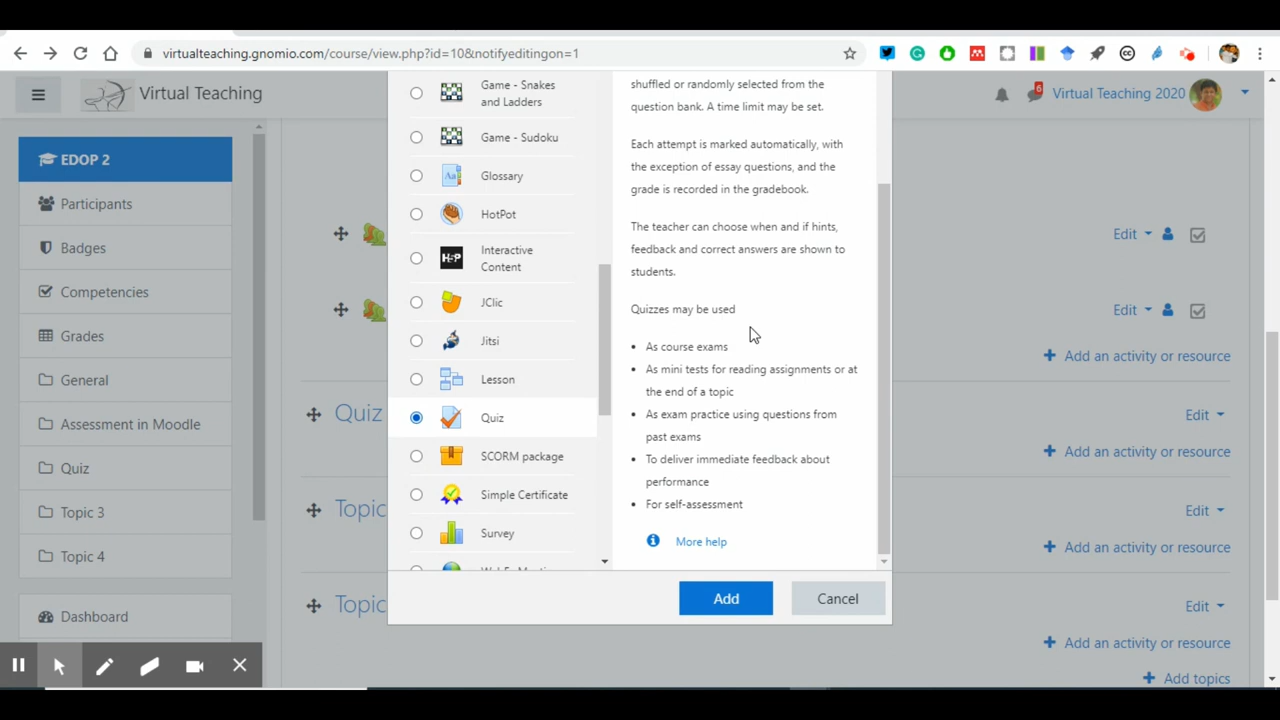 virtualteaching.gnomio.com/course/view.php?id=10&notifyeditingon=1
Virtual Teaching
6
Virtual Teaching 2020
EDOP 2
Participants
Badges
Competencies
Grades
General
Assessment in Moodle
Quiz
Topic 3
Topic 4
Dashboard
Game - Snakes
and Ladders
Game - Sudoku
Aa
Glossary
HotPot
H-P
Interactive
Content
JClic
Jitsi
Lesson
Quiz
SCORM package
Simple Certificate
Survey
shuffled or randomly selected from the
question bank. A time limit may be set.
Each attempt is marked automatically, with
the exception of essay questions, and the
grade is recorded in the gradebook.
The teacher can choose when and if hints,
feedback and correct answers are shown to
students.
Quizzes may be used
• As course exams
• As mini tests for reading assignments or at
the end of a topic
• As exam practice using questions from
past exams
• To deliver immediate feedback about
performance
• For self-assessment
More help
Add
Cancel
Edit
Edit
Add an activity or resource
Quiz
Edit
Add an activity or resource
Topic
Edit
Add an activity or resource
Topic
Edit
Add an activity or resource
Add topics